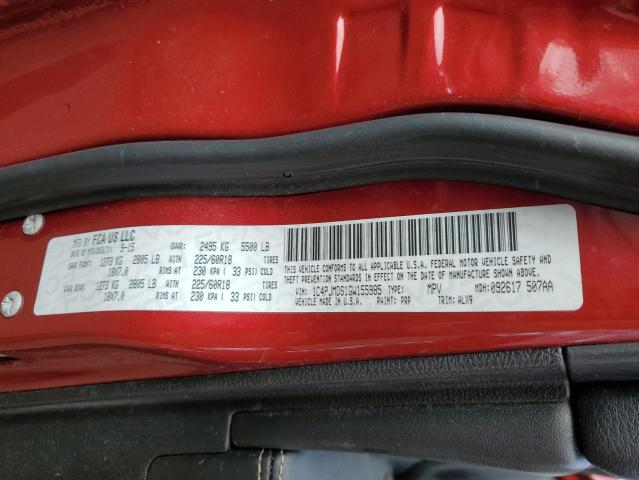 MFD BY FCA US LLC
DATE OF MFR 9-15 GVWR: 2495 KG 5500 LB
GAWR FRONT: 1273 KG 2805 LB WITH 225/60R18 TIRES
18X7.0 RIMS AT 230 KPA ( 33 PSI) COLD
GAWR REAR: 1273 KG 2805 LB WITH 225/60R18 TIRES
18X7.0 RIMS AT 230 KPA ( 33 PSI) COLD
THIS VEHICLE CONFORMS TO ALL APPLICABLE U.S.A. FEDERAL MOTOR VEHICLE SAFETY AND
THEFT PREVENTION STANDARDS IN EFFECT ON THE DATE OF MANUFACTURE SHOWN ABOVE.
VIN: 1C4PJMDS1GW155985 TYPE: MPV MDH: 092617 507AA
VEHICLE MADE IN U.S.A. PAINT: PRP TRIM: ALX9